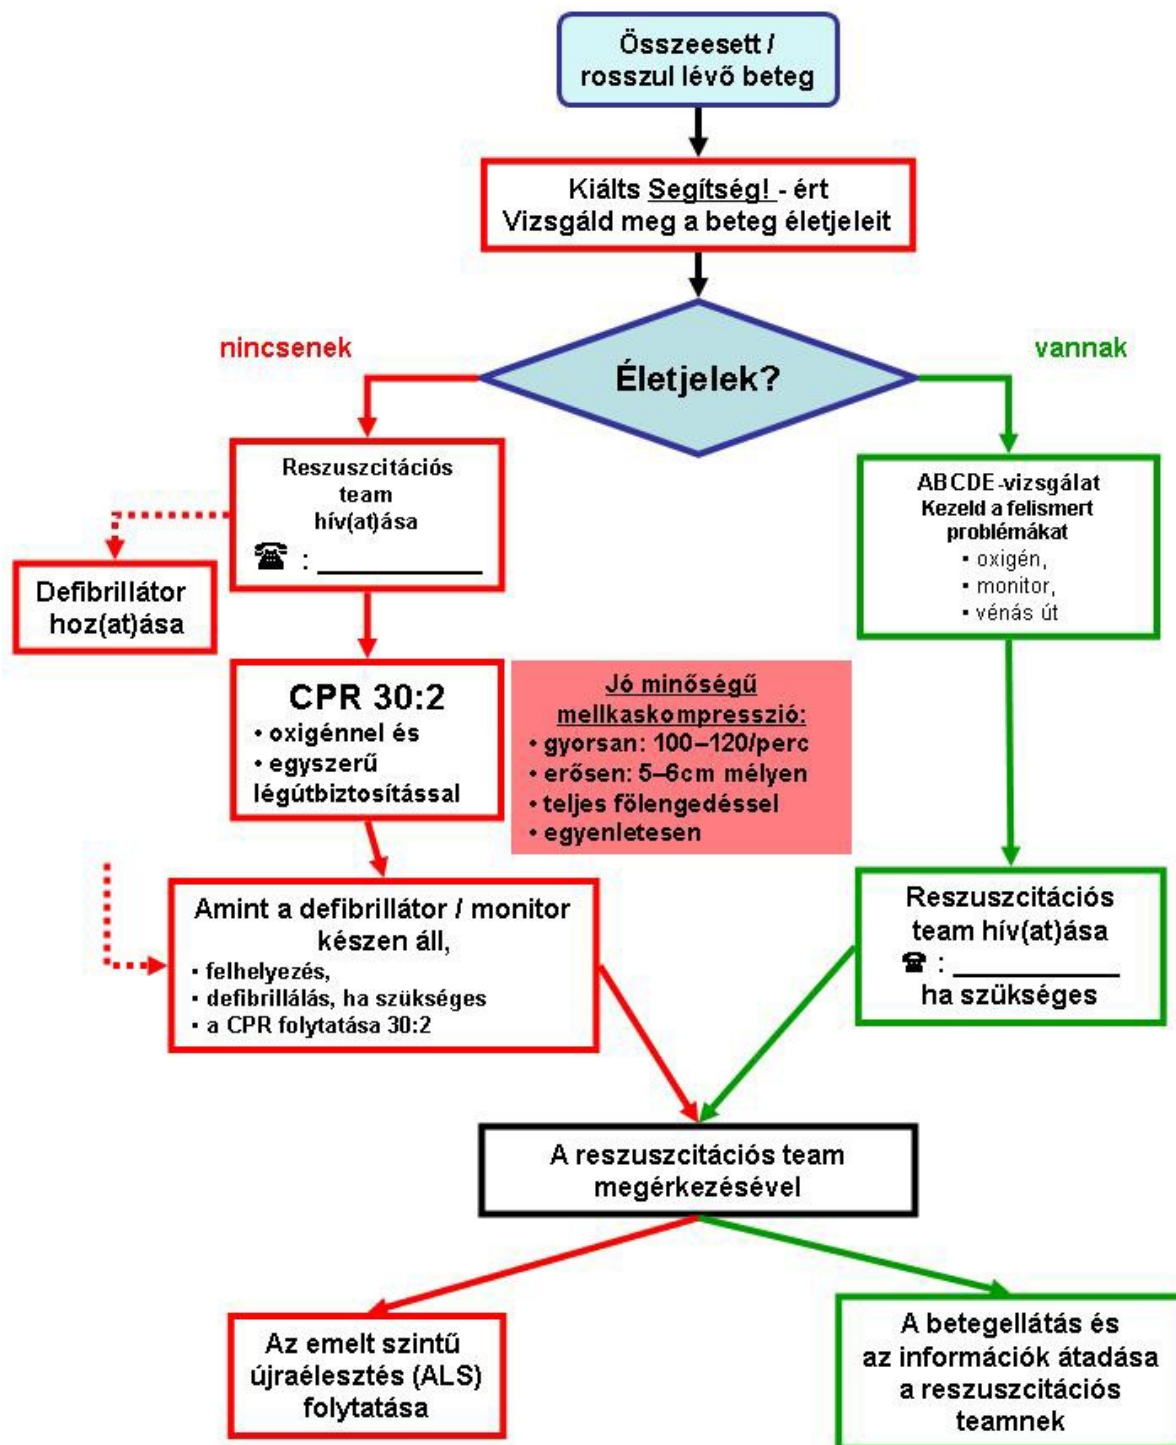 Összeesett /
rosszul lévő beteg
Kiálts Segítség! - ért
Vizsgáld meg a beteg életjeleit
nincsenek
vannak
Életjelek?
Reszuszcitációs
team
hív(at)ása
☎ : ___________
Defibrillátor
hoz(at)ása
ABCDE-vizsgálat
Kezeld a felismert
problémákat
▪ oxigén,
▪ monitor,
▪ vénás út
CPR 30:2
• oxigénnel és
• egyszerű
légútbiztosítással
Jó minőségű
mellkaskompresszió:
• gyorsan: 100–120/perc
• erősen: 5–6cm mélyen
• teljes fölengedéssel
• egyenletesen
Amint a defibrillátor / monitor
készen áll,
▪ felhelyezés,
▪ defibrillálás, ha szükséges
▪ a CPR folytatása 30:2
Reszuszcitációs
team hív(at)ása
☎ : ___________
ha szükséges
A reszuszcitációs team
megérkezésével
Az emelt szintű
újraélesztés (ALS)
folytatása
A betegellátás és
az információk átadása
a reszuszcitációs
teamnek